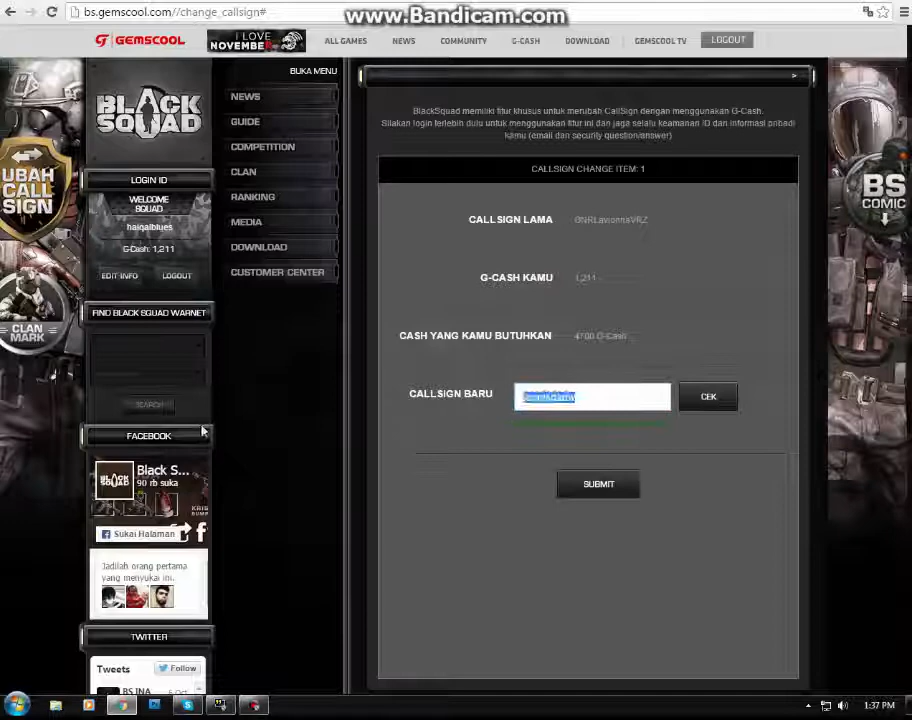 bs.gemscool.com//change_callsign#
www.Bandicam.com
GEMSCOOL
I LOVE
NOVEMBER
ALL GAMES
NEWS
COMMUNITY
G-CASH
DOWNLOAD
GEMSCOOL TV
LOGOUT
BLACK
SQUAD
UBAH
CALL
SIGN
CLAN
MARK
LOGIN ID
WELCOME
SQUAD
haiqalblues
G-Cash: 1,211
EDIT INFO
LOGOUT
FIND BLACK SQUAD WARNET
SEARCH
FACEBOOK
Black S...
90 rb suka
Sukai Halaman
Jadilah orang pertama
yang menyukai ini.
TWITTER
Tweets
Follow
BS INA
6 Oct
BUKA MENU
NEWS
GUIDE
COMPETITION
CLAN
RANKING
MEDIA
DOWNLOAD
CUSTOMER CENTER
>
BlackSquad memiliki fitur khusus untuk merubah CallSign dengan menggunakan G-Cash.
Silakan login terlebih dulu untuk menggunakan fitur ini dan jaga selalu keamanan ID dan informasi pribadi
kamu (email dan security question/answer)
CALLSIGN CHANGE ITEM: 1
CALLSIGN LAMA
G-CASH KAMU 1,211
CASH YANG KAMU BUTUHKAN 4700 G-Cash
CALLSIGN BARU
CEK
SUBMIT
BS
COMIC
1:37 PM